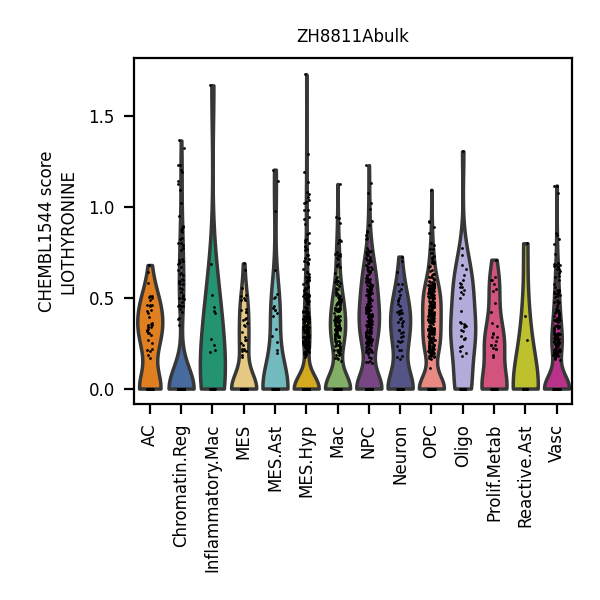 ZH8811Abulk
CHEMBL1544 score
LIOTHYRONINE
1.5
1.0
0.5
0.0
AC
Chromatin.Reg
Inflammatory.Mac
MES
MES.Ast
MES.Hyp
Mac
NPC
Neuron
OPC
Oligo
Prolif.Metab
Reactive.Ast
Vasc